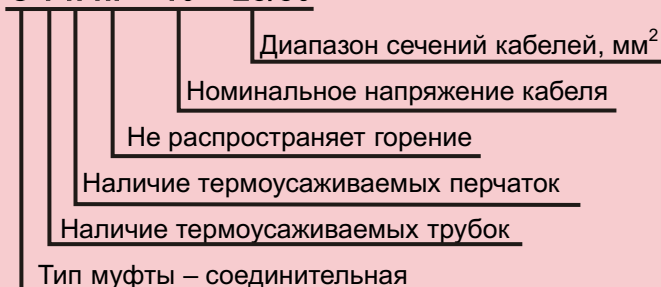 Диапазон сечений кабелей, мм²
Номинальное напряжение кабеля
Не распространяет горение
Наличие термоусаживаемых перчаток
Наличие термоусаживаемых трубок
Тип муфты – соединительная